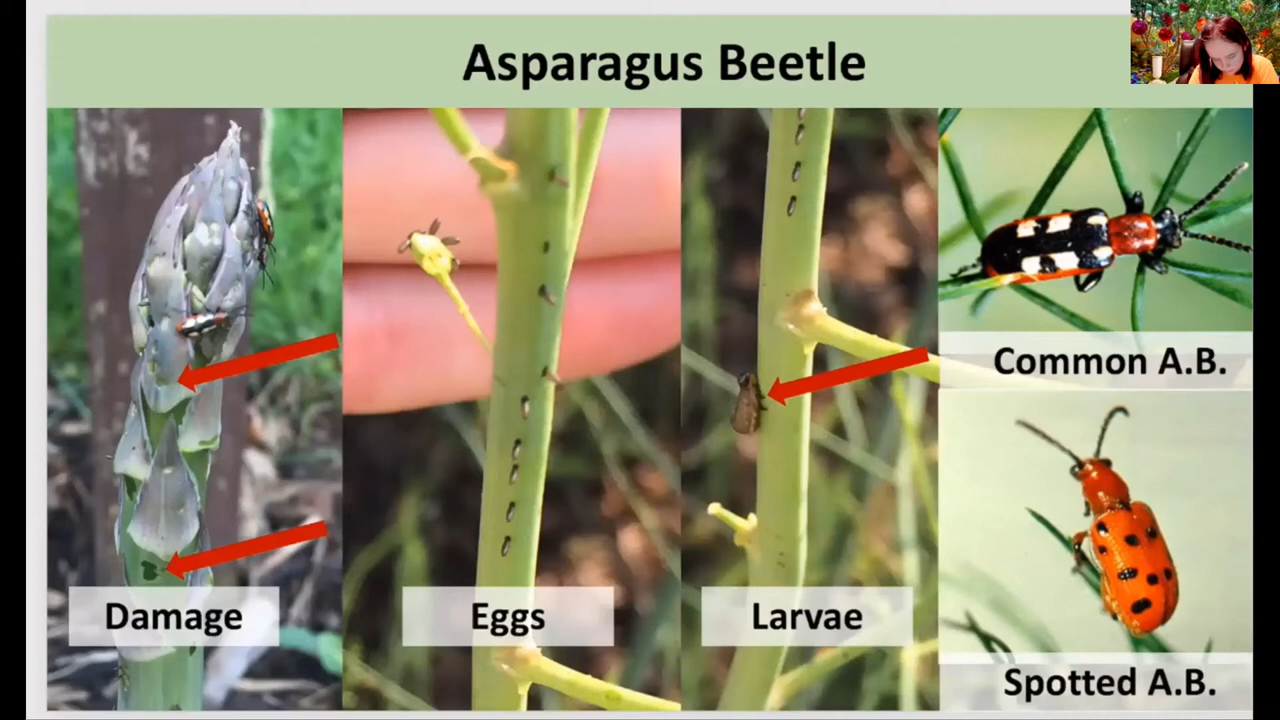 Asparagus Beetle
Damage
Eggs
Larvae
Common A.B.
Spotted A.B.